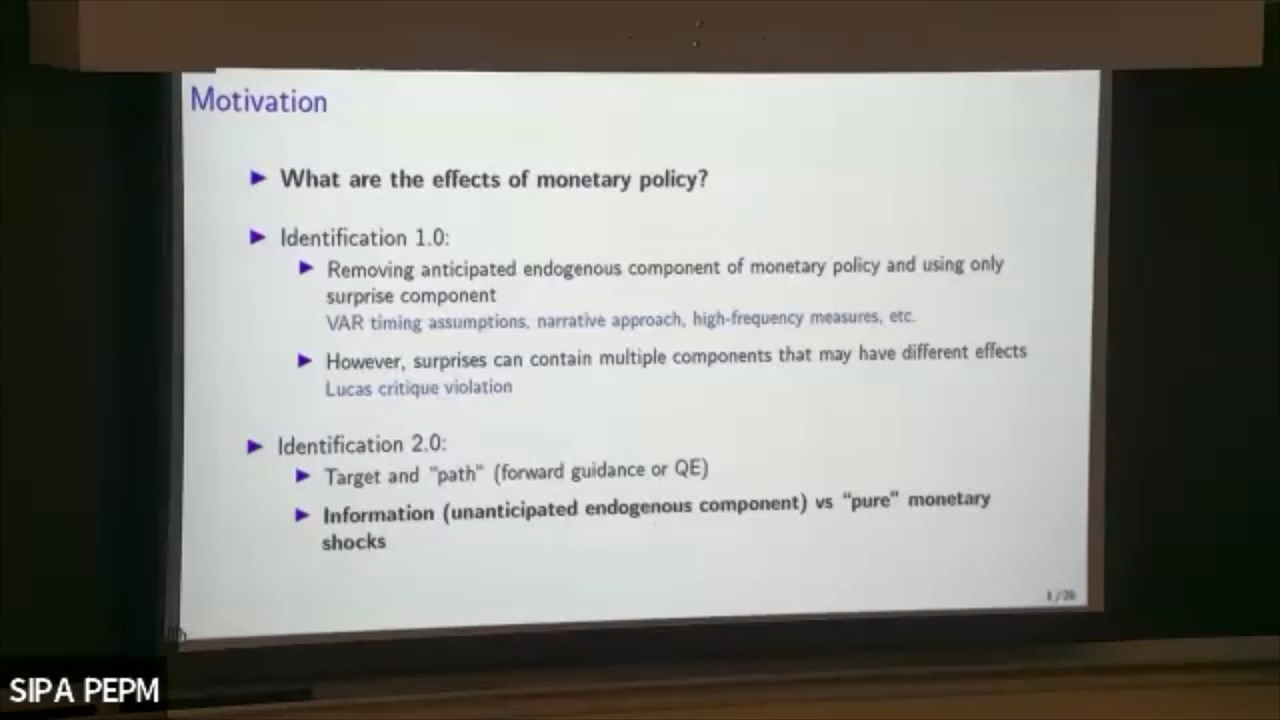 Motivation
▶ What are the effects of monetary policy?
▶ Identification 1.0:
▶ Removing anticipated endogenous component of monetary policy and using only
surprise component
VAR timing assumptions, narrative approach, high-frequency measures, etc.
▶ However, surprises can contain multiple components that may have different effects
Lucas critique violation
▶ Identification 2.0:
▶ Target and "path" (forward guidance or QE)
▶ Information (unanticipated endogenous component) vs "pure" monetary
shocks
SIPA PEPM